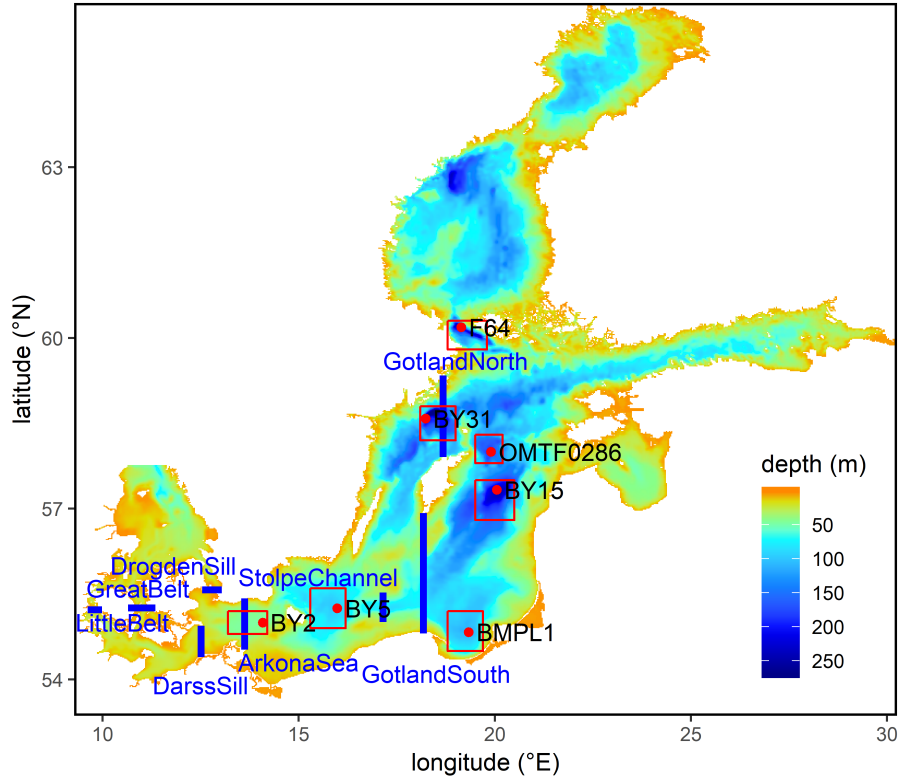 63
60
57
54
latitude (°N)
F64
GotlandNorth
BY31
OMTF0286
BY15
DrogdenSill
GreatBelt
LittleBelt
StolpeChannel
BY5
BY2
BMPL1
ArkonaSea
DarssSill
GotlandSouth
depth (m)
50
100
150
200
250
10
15
20
25
30
longitude (°E)